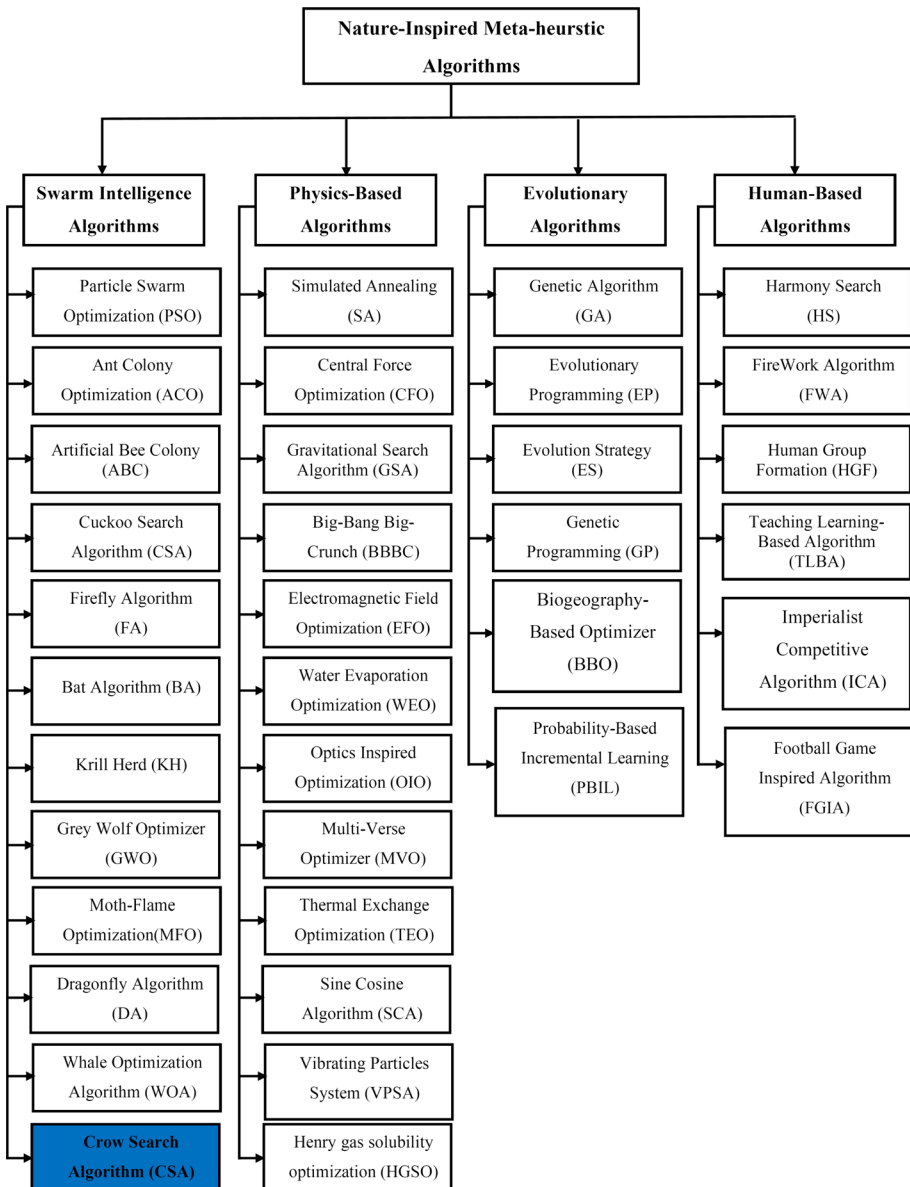 Nature-Inspired Meta-heurstic
Algorithms
Swarm Intelligence
Algorithms
Particle Swarm
Optimization (PSO)
Ant Colony
Optimization (ACO)
Artificial Bee Colony
(ABC)
Cuckoo Search
Algorithm (CSA)
Firefly Algorithm
(FA)
Bat Algorithm (BA)
Krill Herd (KH)
Grey Wolf Optimizer
(GWO)
Moth-Flame
Optimization(MFO)
Dragonfly Algorithm
(DA)
Whale Optimization
Algorithm (WOA)
Crow Search
Algorithm (CSA)
Physics-Based
Algorithms
Simulated Annealing
(SA)
Central Force
Optimization (CFO)
Gravitational Search
Algorithm (GSA)
Big-Bang Big-
Crunch (BBBC)
Electromagnetic Field
Optimization (EFO)
Water Evaporation
Optimization (WEO)
Optics Inspired
Optimization (OIO)
Multi-Verse
Optimizer (MVO)
Thermal Exchange
Optimization (TEO)
Sine Cosine
Algorithm (SCA)
Vibrating Particles
System (VPSA)
Henry gas solubility
optimization (HGSO)
Evolutionary
Algorithms
Genetic Algorithm
(GA)
Evolutionary
Programming (EP)
Evolution Strategy
(ES)
Genetic
Programming (GP)
Biogeography-
Based Optimizer
(BBO)
Probability-Based
Incremental Learning
(PBIL)
Human-Based
Algorithms
Harmony Search
(HS)
FireWork Algorithm
(FWA)
Human Group
Formation (HGF)
Teaching Learning-
Based Algorithm
(TLBA)
Imperialist
Competitive
Algorithm (ICA)
Football Game
Inspired Algorithm
(FGIA)